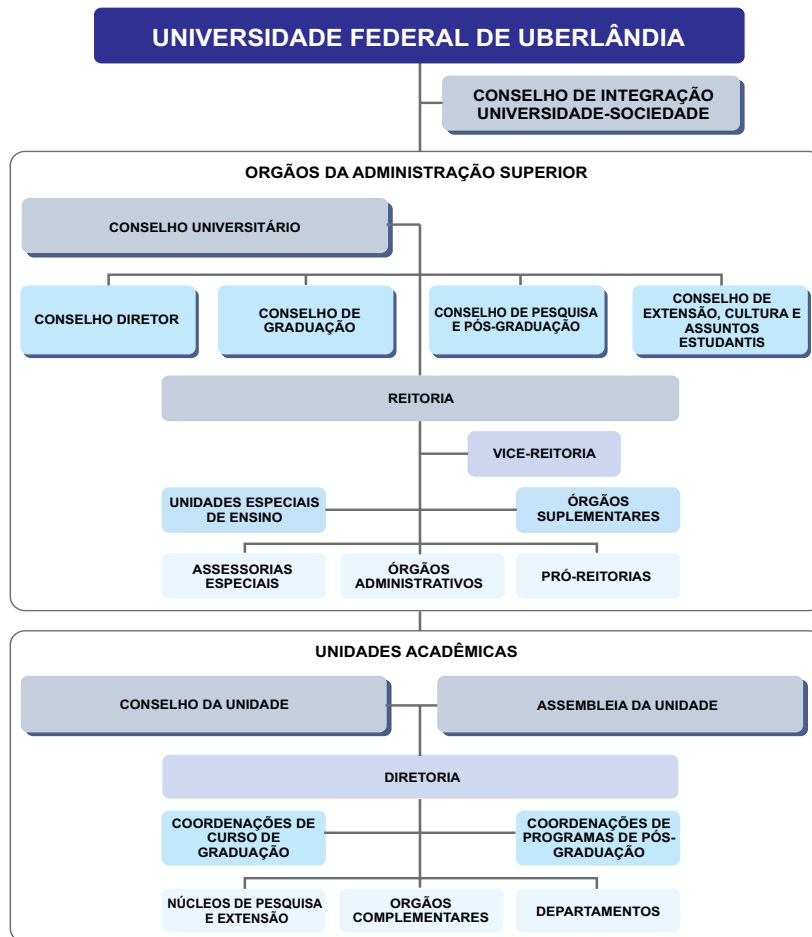 UNIVERSIDADE FEDERAL DE UBERLÂNDIA
CONSELHO DE INTEGRAÇÃO
UNIVERSIDADE-SOCIEDADE
ORGÃOS DA ADMINISTRAÇÃO SUPERIOR
CONSELHO UNIVERSITÁRIO
CONSELHO DIRETOR
CONSELHO DE
GRADUAÇÃO
CONSELHO DE PESQUISA
E PÓS-GRADUAÇÃO
CONSELHO DE
EXTENSÃO, CULTURA E
ASSUNTOS
ESTUDANTIS
REITORIA
VICE-REITORIA
UNIDADES ESPECIAIS
DE ENSINO
ÓRGÃOS
SUPLEMENTARES
ASSESSORIAS
ESPECIAIS
ÓRGÃOS
ADMINISTRATIVOS
PRÓ-REITORIAS
UNIDADES ACADÊMICAS
CONSELHO DA UNIDADE
ASSEMBLEIA DA UNIDADE
DIRETORIA
COORDENAÇÕES DE
CURSO DE
GRADUAÇÃO
COORDENAÇÕES DE
PROGRAMAS DE PÓS-
GRADUAÇÃO
NÚCLEOS DE PESQUISA
E EXTENSÃO
ORGÃOS
COMPLEMENTARES
DEPARTAMENTOS